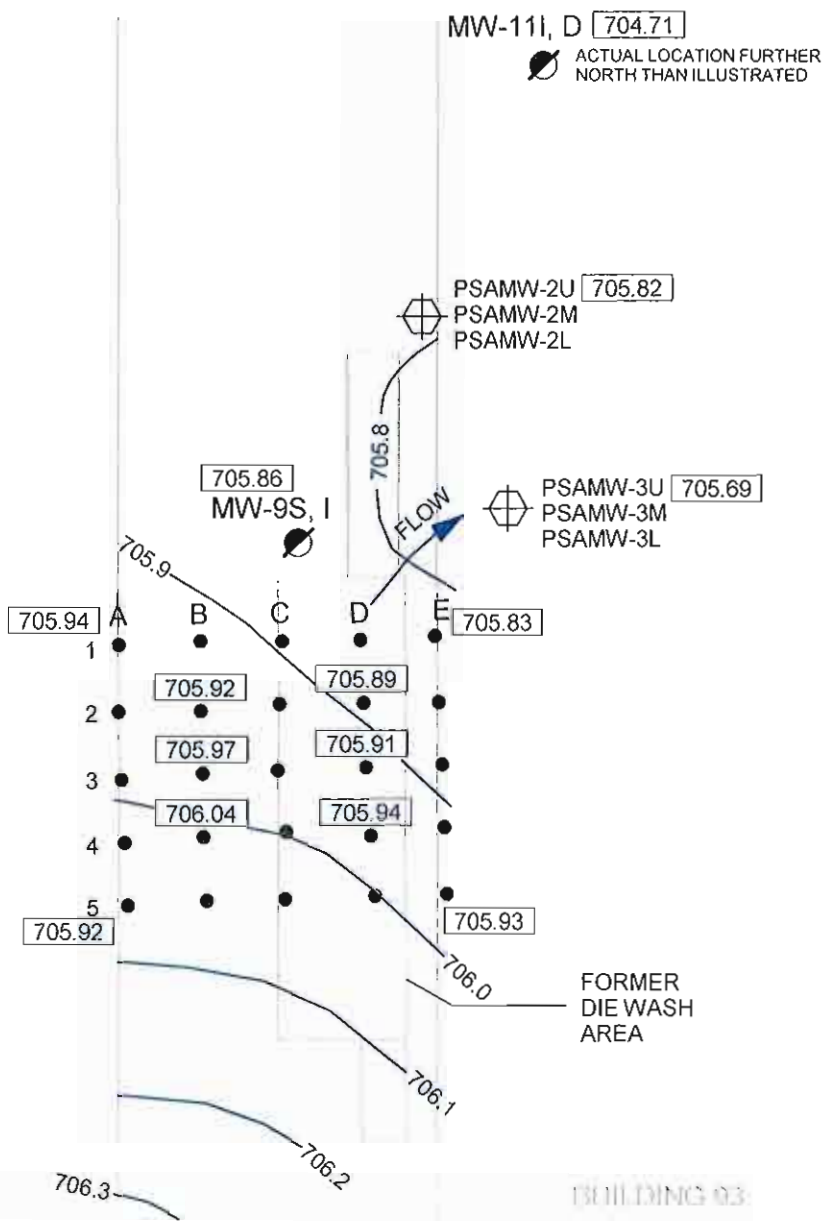 MW-11I, D 704.71
ACTUAL LOCATION FURTHER
NORTH THAN ILLUSTRATED
PSAMW-2U 705.82
PSAMW-2M
PSAMW-2L
705.8
705.86
MW-9S, I
FLOW
PSAMW-3U 705.69
PSAMW-3M
PSAMW-3L
705.9
705.94 A B C D E 705.83
1
705.92 705.89
2
705.97 705.91
3
706.04 705.94
4
5
705.92 705.93
706.0
FORMER
DIE WASH
AREA
706.1
706.2
706.3
BUILDING 93